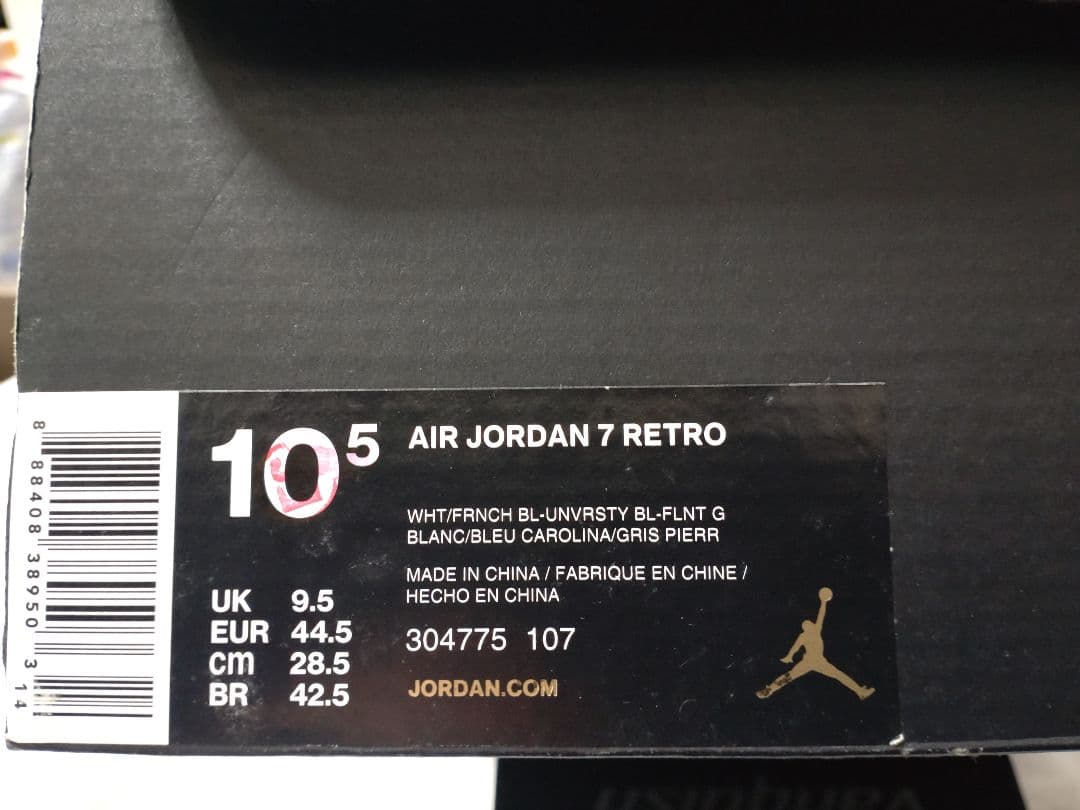 8 88408 38950 3 14
10 5 AIR JORDAN 7 RETRO
WHT/FRNCH BL-UNVRSTY BL-FLNT G
BLANC/BLEU CAROLINA/GRIS PIERR
MADE IN CHINA / FABRIQUE EN CHINE /
HECHO EN CHINA
UK 9.5
EUR 44.5
cm 28.5
BR 42.5
304775 107
JORDAN.COM